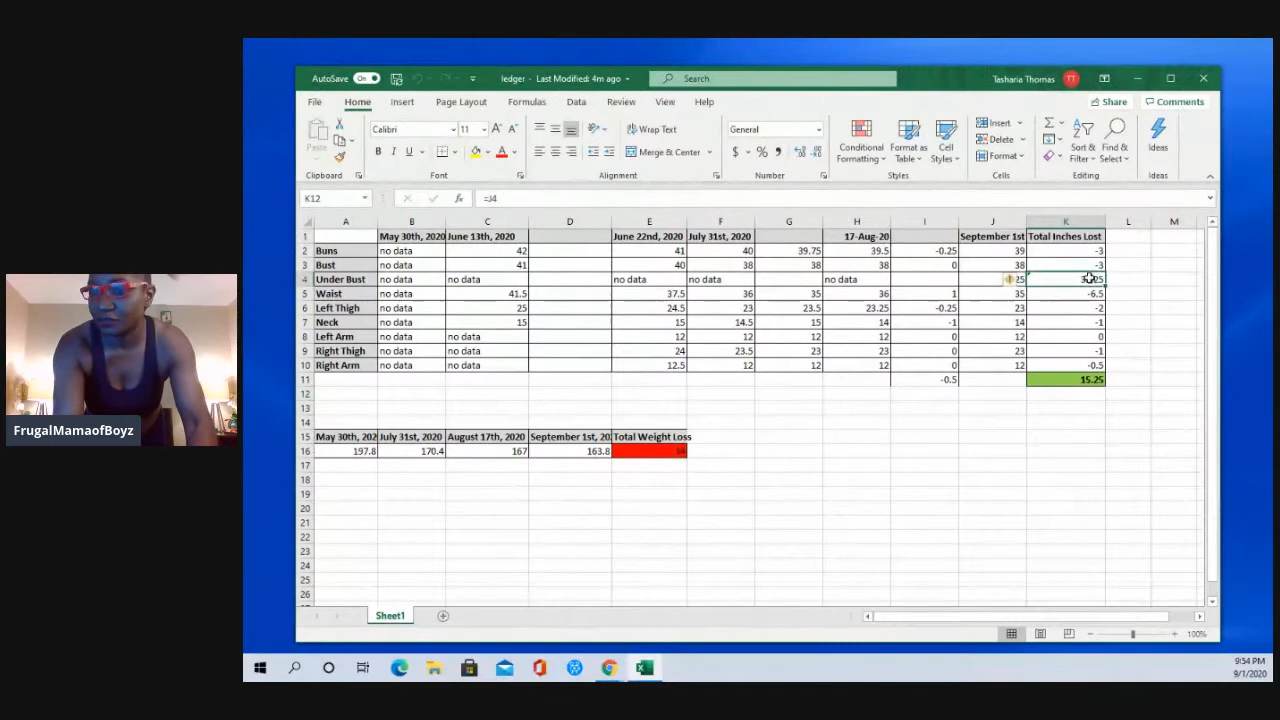 AutoSave On ledger - Last Modified: 4m ago Search Tasharia Thomas TT
File Home Insert Page Layout Formulas Data Review View Help Share Comments
Paste Calibri 11 Wrap Text General Conditional Formatting Format as Table Cell Styles Insert Sort & Filter Find & Select Ideas
B I U Merge & Center $ % Delete
Format
Clipboard Font Alignment Number Styles Cells Editing Ideas
K12 fx =J4
A B C D E F G H I J K L M
1 May 30th, 2020 June 13th, 2020 June 22nd, 2020 July 31st, 2020 17-Aug-20 September 1st Total Inches Lost
2 Buns no data 42 41 40 39.75 39.5 -0.25 39 -3
3 Bust no data 41 40 38 38 38 0 38 -3
4 Under Bust no data no data no data no data no data 25
5 Waist no data 41.5 37.5 36 35 36 1 35 -6.5
6 Left Thigh no data 25 24.5 23 23.5 23.25 -0.25 23 -2
7 Neck no data 15 15 14.5 15 14 -1 14 -1
8 Left Arm no data no data 12 12 12 12 0 12 0
9 Right Thigh no data no data 24 23.5 23 23 0 23 -1
10 Right Arm no data no data 12.5 12 12 12 0 12 -0.5
11 -0.5 15.25
12
13
14
15 May 30th, 202 July 31st, 2020 August 17th, 2020 September 1st, 20 Total Weight Loss
16 197.8 170.4 167 163.8 34
17
18
19
20
21
22
23
24
25
26
FrugalMamaofBoyz
Sheet1
100%
9:54 PM
9/1/2020